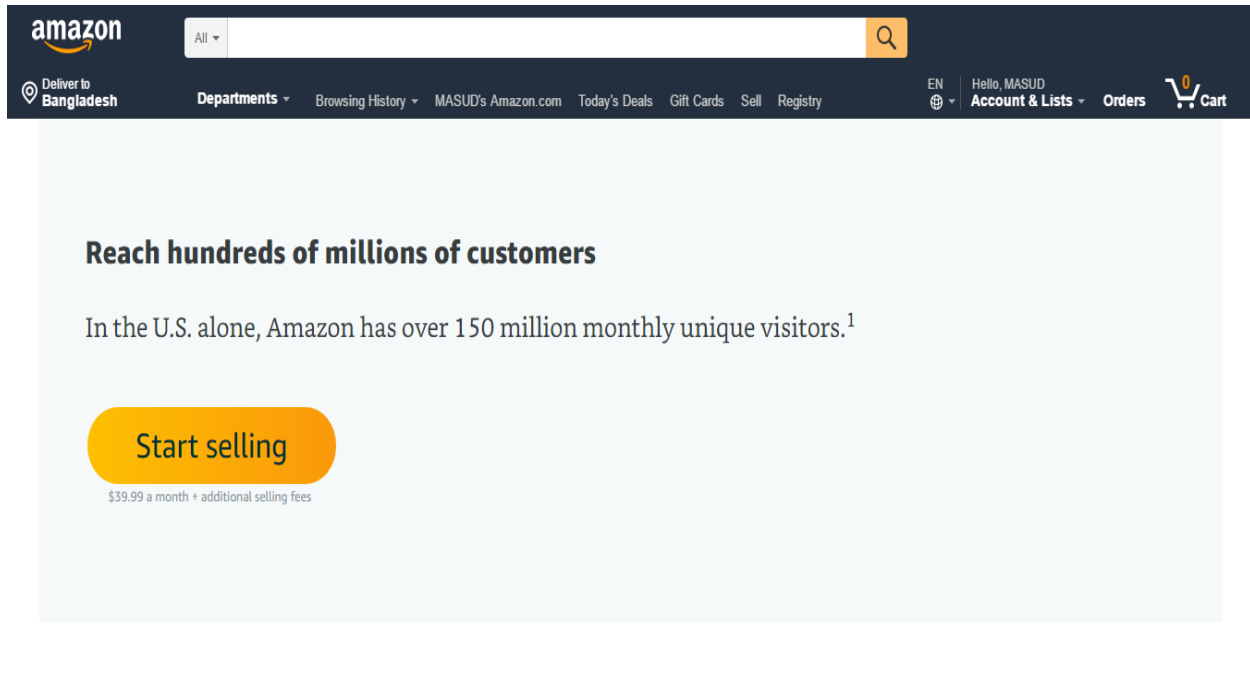 amazon
All
Deliver to
Bangladesh
Departments Browsing History MASUD's Amazon.com Today's Deals Gift Cards Sell Registry
EN
Hello, MASUD
Account & Lists Orders 0 Cart
Reach hundreds of millions of customers
In the U.S. alone, Amazon has over 150 million monthly unique visitors.1
Start selling
$39.99 a month + additional selling fees